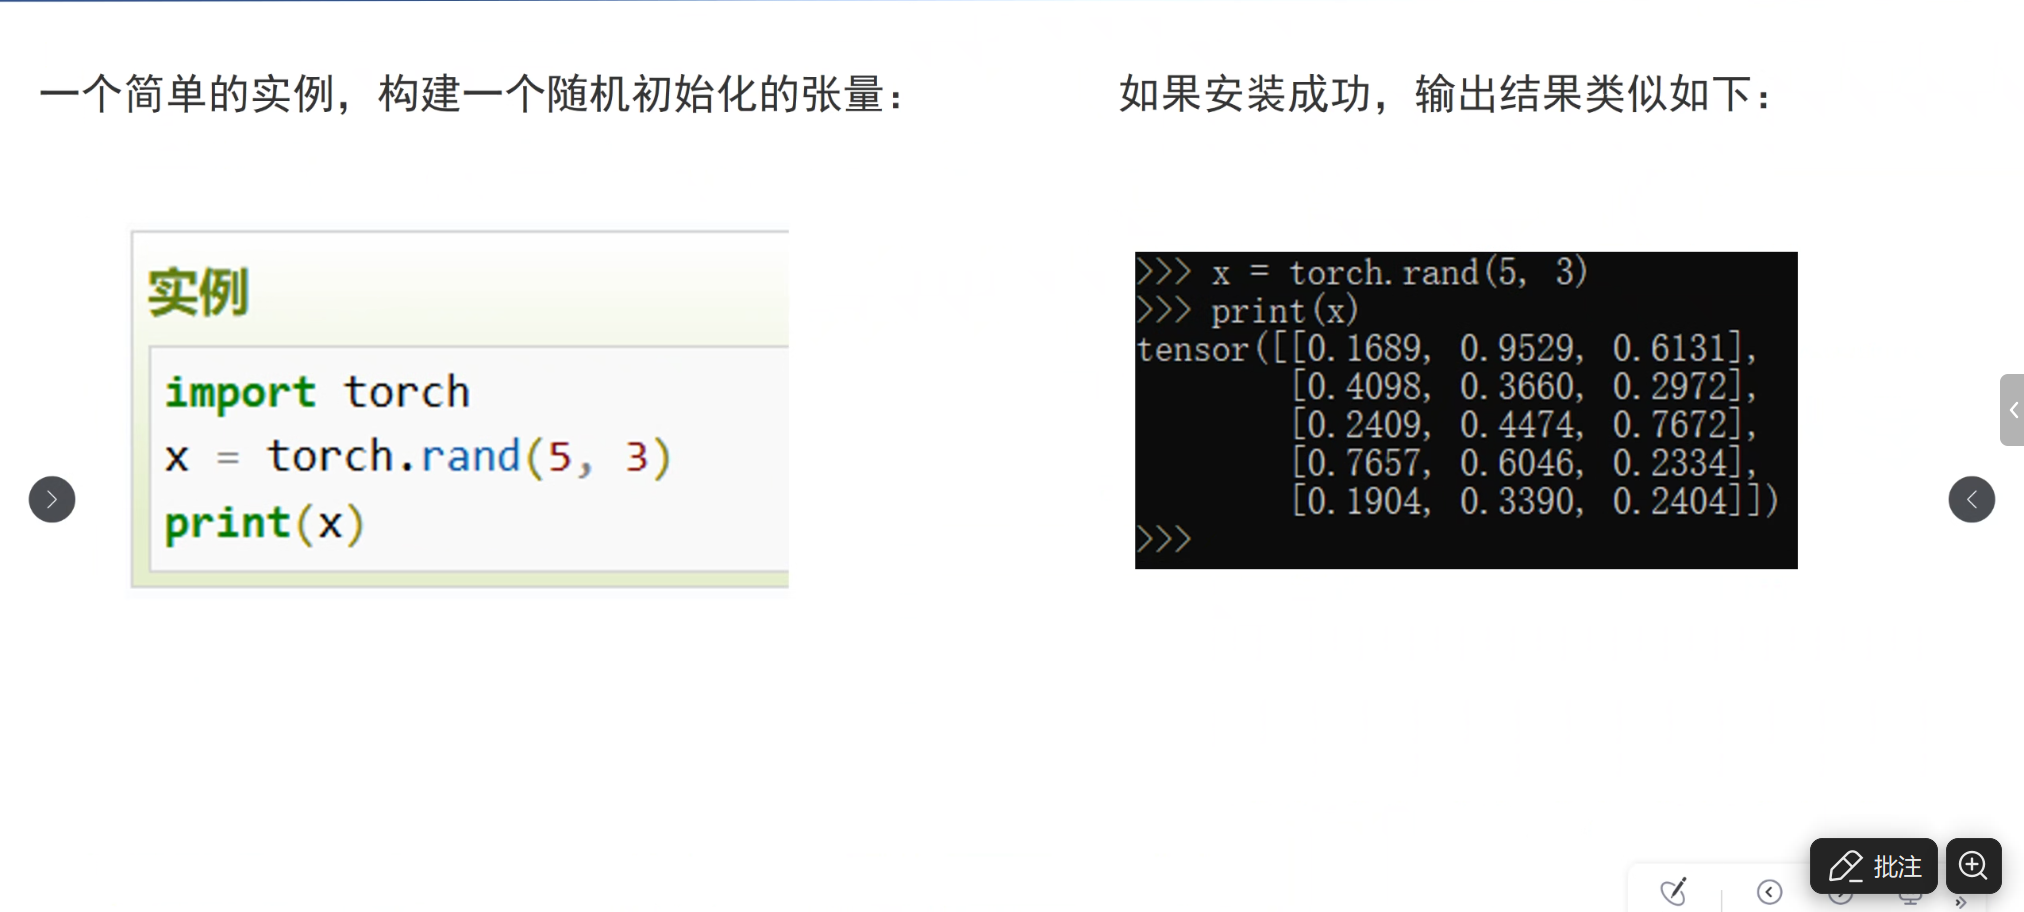 一个简单的实例，构建一个随机初始化的张量：
实例
import torch
x = torch.rand(5, 3)
print(x)
如果安装成功，输出结果类似如下：
>>> x = torch.rand(5, 3)
>>> print(x)
tensor([[0.1689, 0.9529, 0.6131],
[0.4098, 0.3660, 0.2972],
[0.2409, 0.4474, 0.7672],
[0.7657, 0.6046, 0.2334],
[0.1904, 0.3390, 0.2404]])
>>>
批注